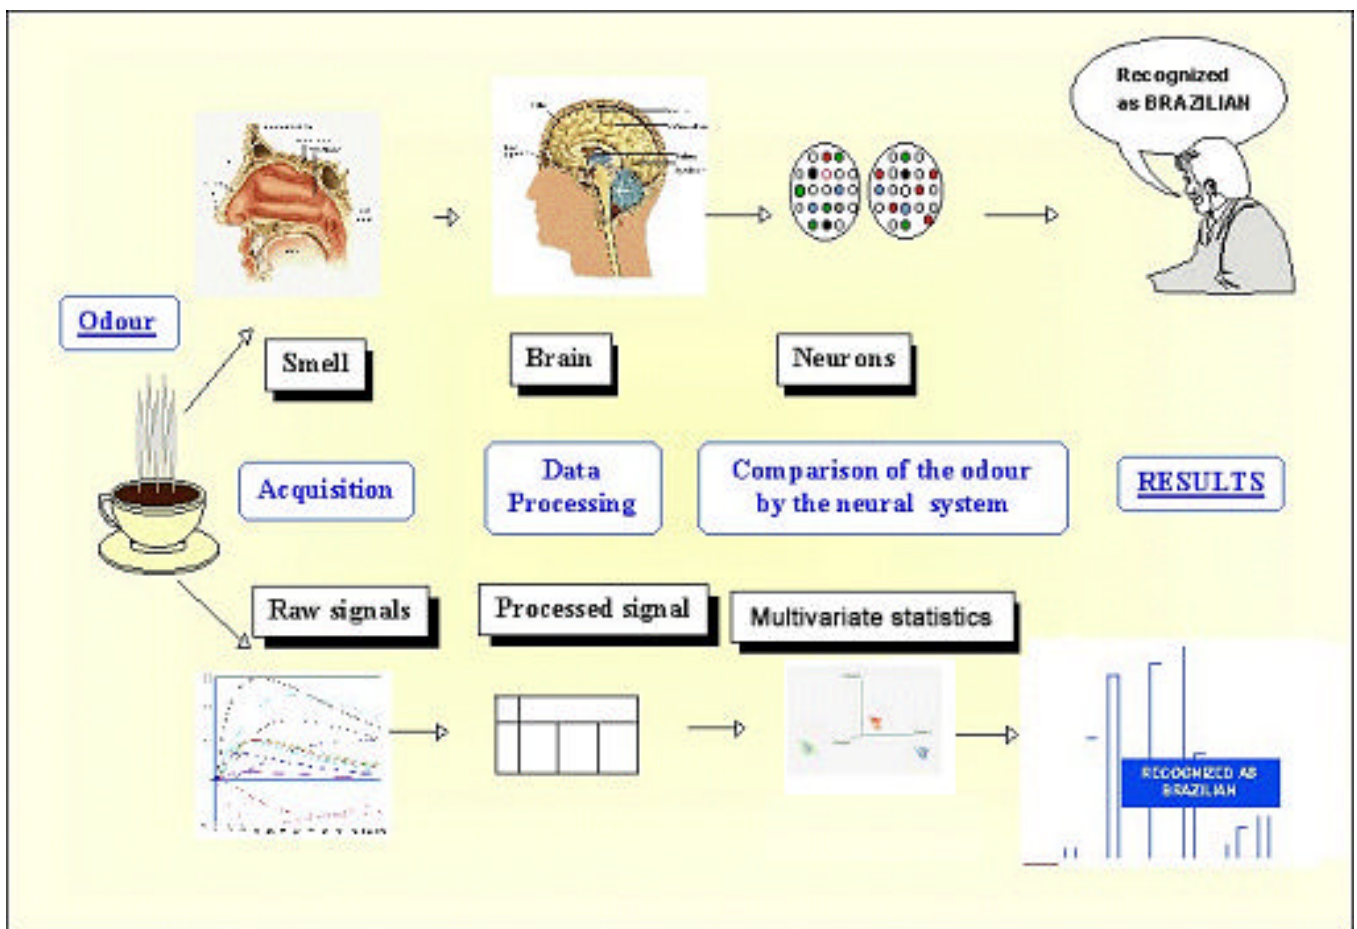 Recognized
as BRAZILIAN
Odour
Smell
Brain
Neurons
Acquisition
Data
Processing
Comparison of the odour
by the neural system
RESULTS
Raw signals
Processed signal
Multivariate statistics
RECOGNIZED AS
BRAZILIAN